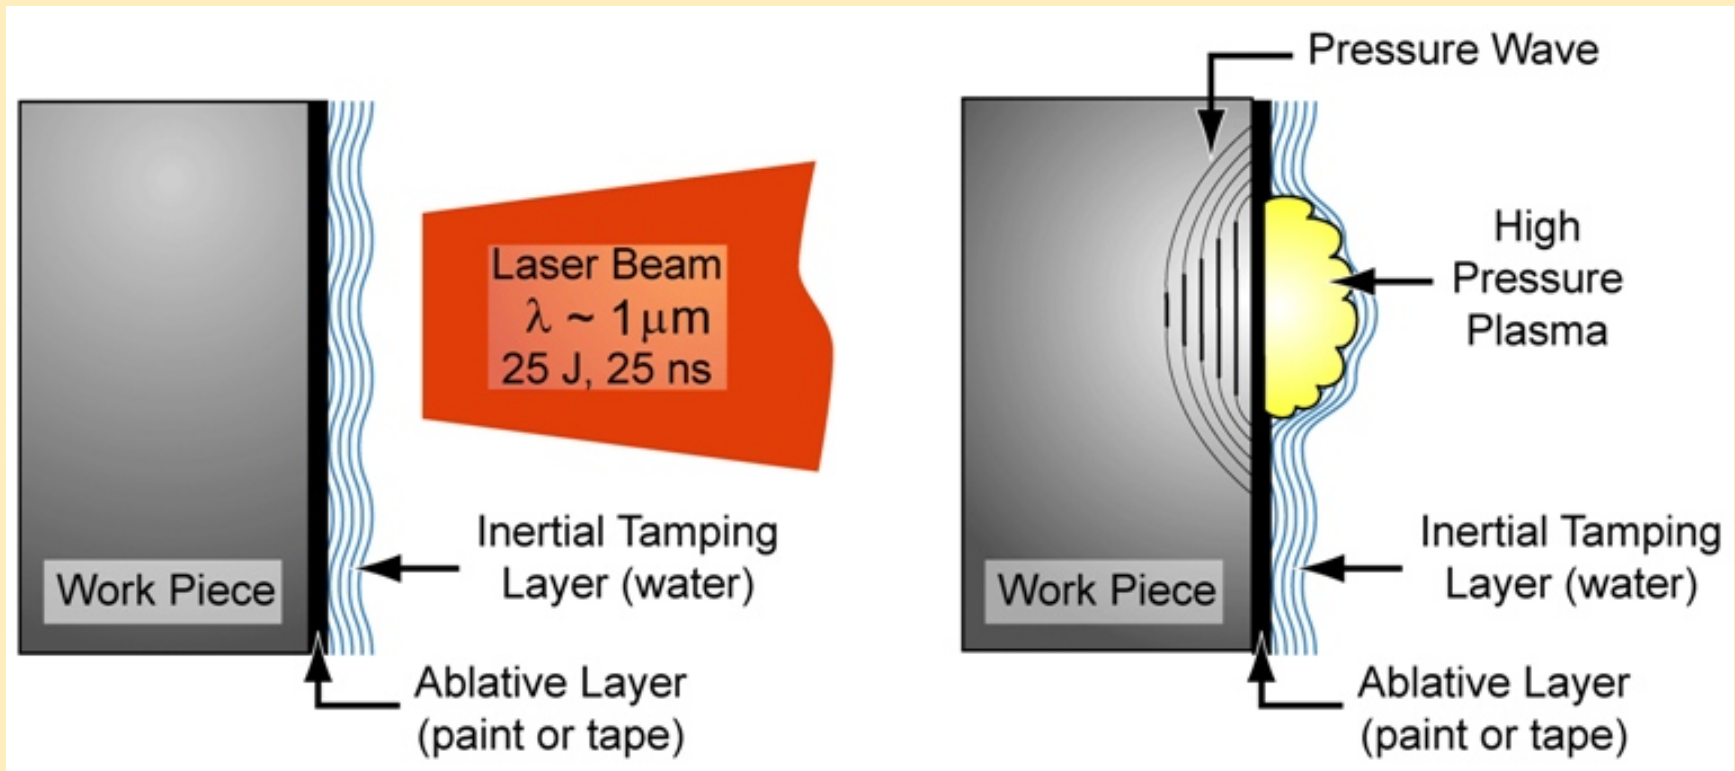 Laser Beam
λ ~ 1 μm
25 J, 25 ns
Inertial Tamping
Layer (water)
Work Piece
Ablative Layer
(paint or tape)
Pressure Wave
High
Pressure
Plasma
Inertial Tamping
Layer (water)
Work Piece
Ablative Layer
(paint or tape)